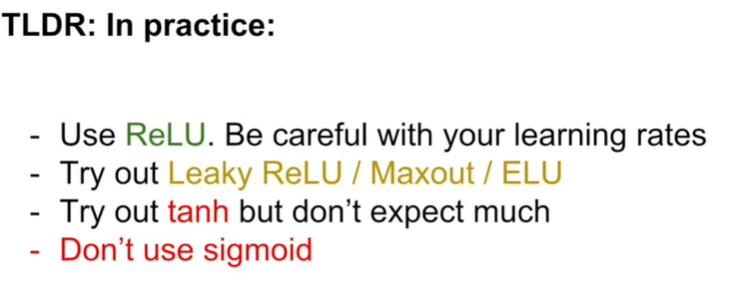 TLDR: In practice:
- Use ReLU. Be careful with your learning rates
- Try out Leaky ReLU / Maxout / ELU
- Try out tanh but don’t expect much
- Don’t use sigmoid